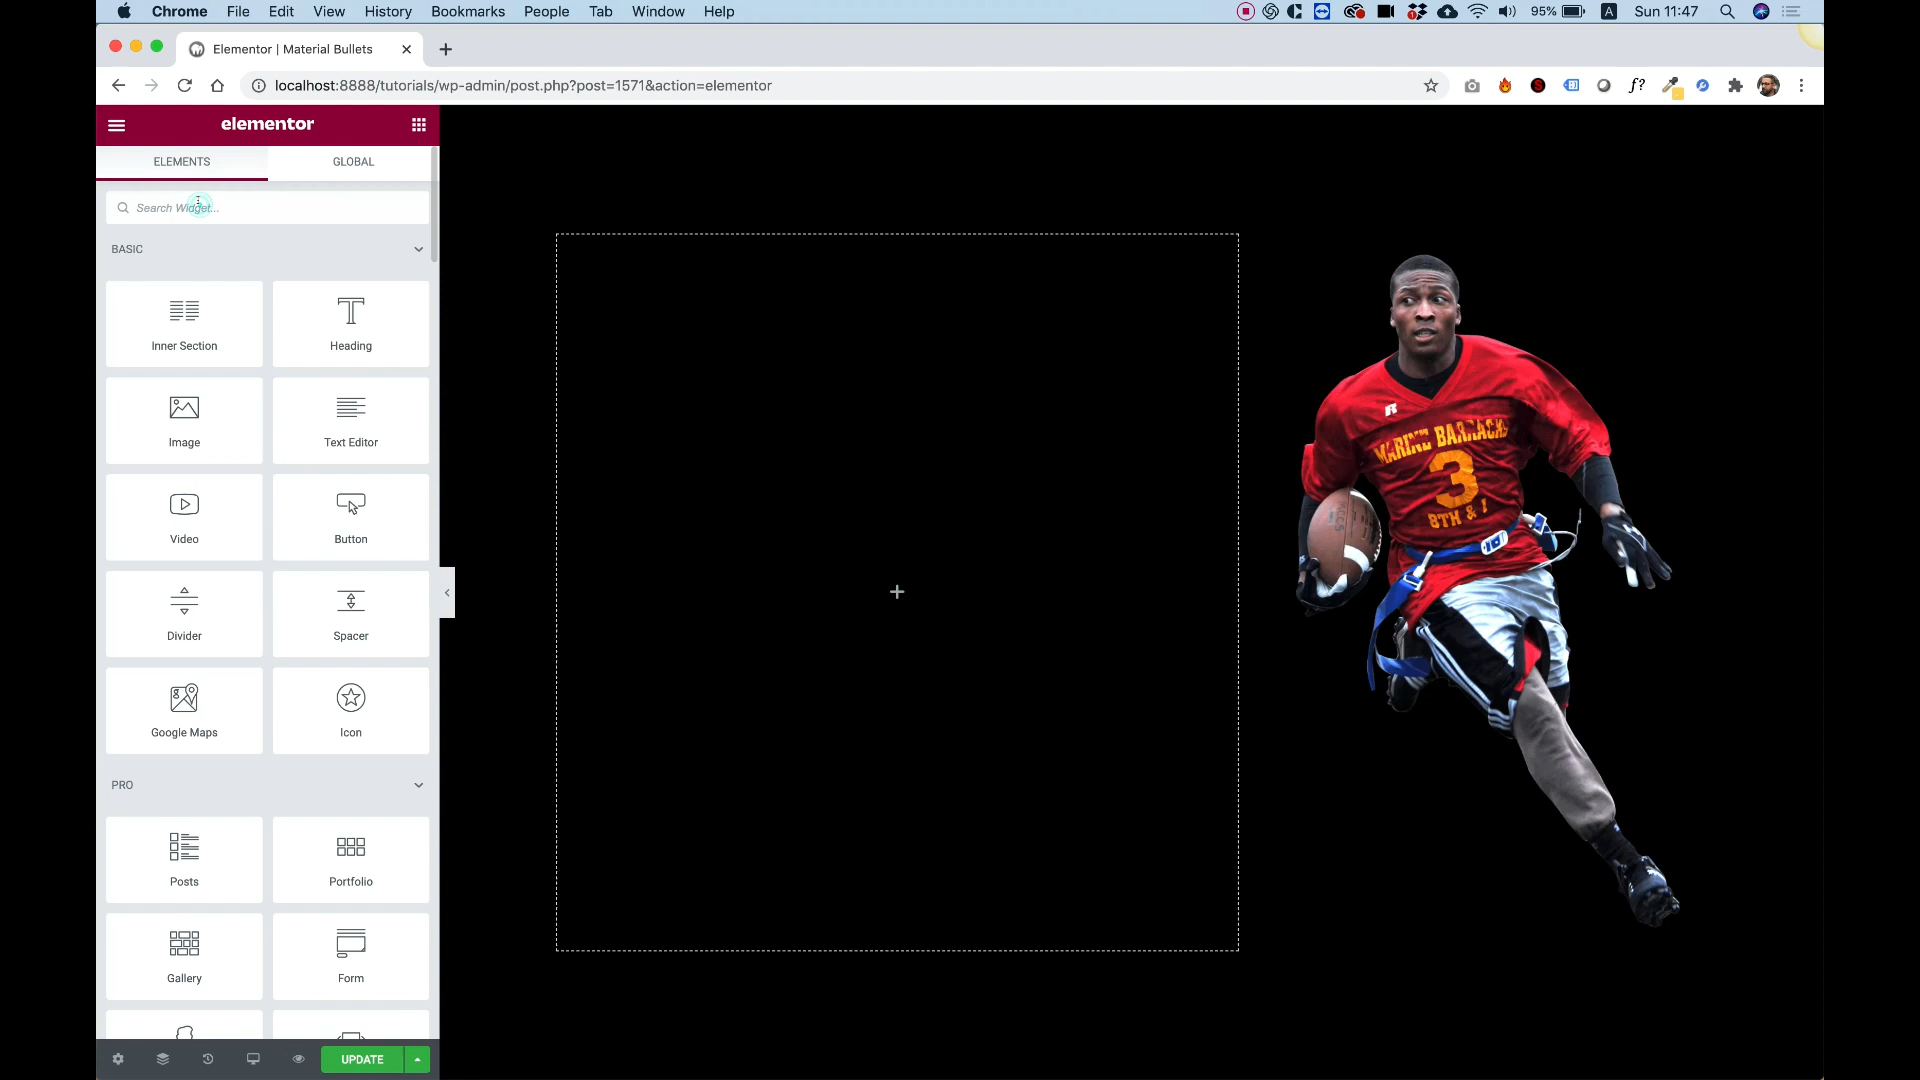 Chrome File Edit View History Bookmarks People Tab Window Help 95% A Sun 11:47
Elementor | Material Bullets
localhost:8888/tutorials/wp-admin/post.php?post=1571&action=elementor
f?
elementor
ELEMENTS GLOBAL
Search Widget...
BASIC
Inner Section Heading
Image Text Editor
Video Button
Divider Spacer
Google Maps Icon
PRO
Posts Portfolio
Gallery Form
UPDATE
R
MARINE BARRACKS
3
8TH & I